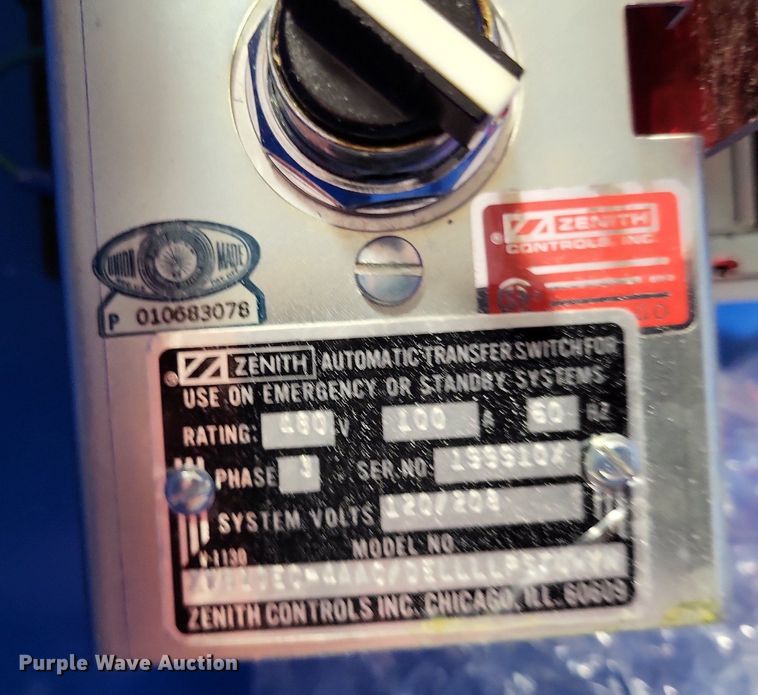 UNION MADE
P 010683078
ZENITH
CONTROLS, INC.
ZENITH AUTOMATIC TRANSFER SWITCH FOR
USE ON EMERGENCY OR STANDBY SYSTEMS
RATING: 480 V 100 A 60 HZ
PHASE 3 SER. NO.
SYSTEM VOLTS 120/208
MODEL NO.
ZENITH CONTROLS INC. CHICAGO, ILL. 60609
Purple Wave Auction